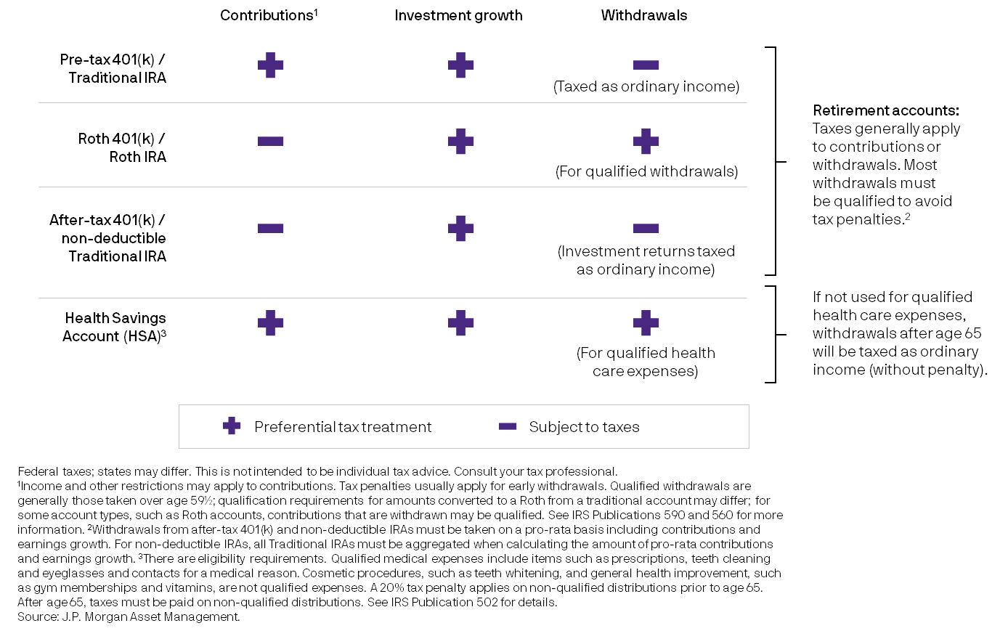 Contributions¹ Investment growth Withdrawals
Pre-tax 401(k) /
Traditional IRA
(Taxed as ordinary income)
Roth 401(k) /
Roth IRA
(For qualified withdrawals)
After-tax 401(k) /
non-deductible
Traditional IRA
(Investment returns taxed
as ordinary income)
Retirement accounts:
Taxes generally apply
to contributions or
withdrawals. Most
withdrawals must
be qualified to avoid
tax penalties.²
Health Savings
Account (HSA)³
(For qualified health
care expenses)
If not used for qualified
health care expenses,
withdrawals after age 65
will be taxed as ordinary
income (without penalty).
Preferential tax treatment Subject to taxes
Federal taxes; states may differ. This is not intended to be individual tax advice. Consult your tax professional.
¹Income and other restrictions may apply to contributions. Tax penalties usually apply for early withdrawals. Qualified withdrawals are
generally those taken over age 59½; qualification requirements for amounts converted to a Roth from a traditional account may differ; for
some account types, such as Roth accounts, contributions that are withdrawn may be qualified. See IRS Publications 590 and 560 for more
information. ²Withdrawals from after-tax 401(k) and non-deductible IRAs must be taken on a pro-rata basis including contributions and
earnings growth. For non-deductible IRAs, all Traditional IRAs must be aggregated when calculating the amount of pro-rata contributions
and earnings growth. ³There are eligibility requirements. Qualified medical expenses include items such as prescriptions, teeth cleaning
and eyeglasses and contacts for a medical reason. Cosmetic procedures, such as teeth whitening, and general health improvement, such
as gym memberships and vitamins, are not qualified expenses. A 20% tax penalty applies on non-qualified distributions prior to age 65.
After age 65, taxes must be paid on non-qualified distributions. See IRS Publication 502 for details.
Source: J.P. Morgan Asset Management.